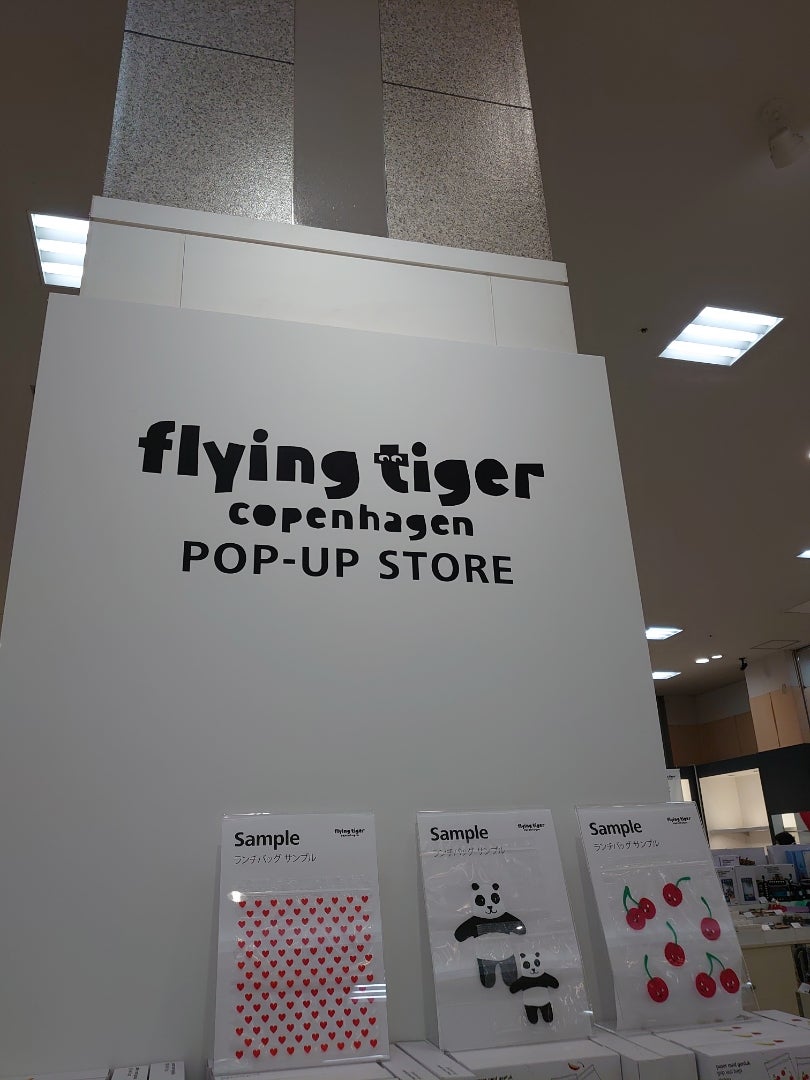 flying tiger
copenhagen
POP-UP STORE
Sample
flying tiger
ランチバッグ サンプル
Sample
flying tiger
ランチバッグ サンプル
Sample
flying tiger
ランチバッグ サンプル